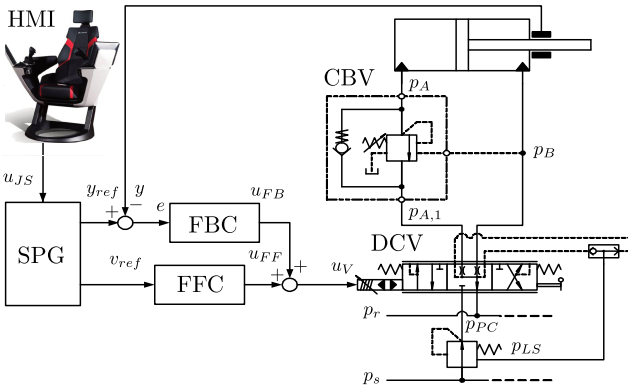 HMI
CBV
p_A
u_JS
y_ref
y
+
−
e
u_FB
p_B
FBC
p_A,1
SPG
v_ref
u_FF
DCV
+
+
u_V
FFC
p_r
p_PC
p_LS
p_s